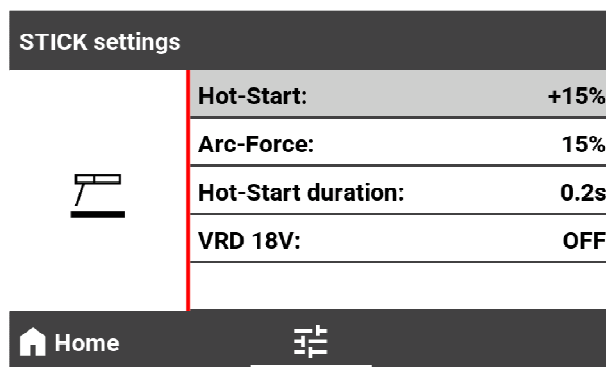 STICK settings
Hot-Start: +15%
Arc-Force: 15%
Hot-Start duration: 0.2s
VRD 18V: OFF
Home